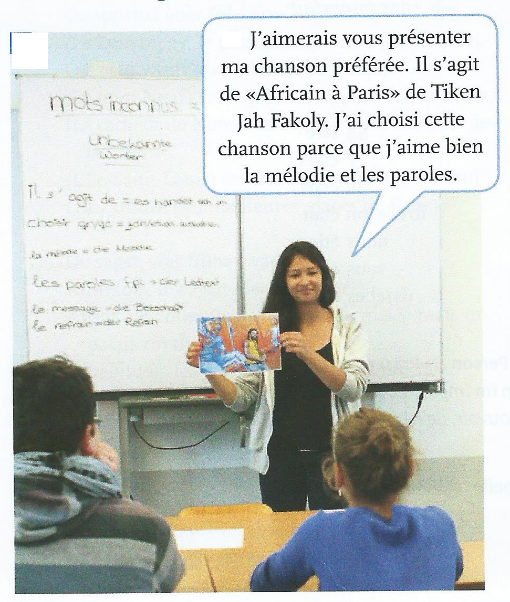 J'aimerais vous présenter
ma chanson préférée. Il s'agit
de «Africain à Paris» de Tiken
Jah Fakoly. J'ai choisi cette
chanson parce que j'aime bien
la mélodie et les paroles.
mots inconnus =
Unbekannte
Wörter
il s'agit de = es handelt sich um
choisir qn/qc =
la mélodie = die Melodie
les paroles f. pl. = der Liedtext
le message = die Botschaft
le refrain = der Refrain